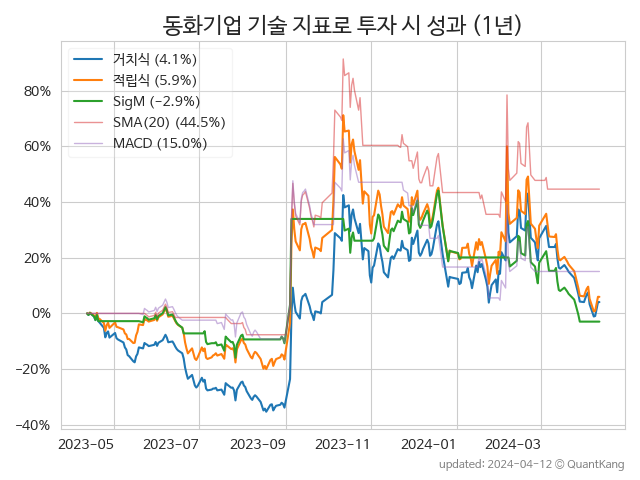 동화기업 기술 지표로 투자 시 성과 (1년)
거치식 (4.1%)
적립식 (5.9%)
SigM (−2.9%)
SMA(20) (44.5%)
MACD (15.0%)
80%
60%
40%
20%
0%
−20%
−40%
2023-05 2023-07 2023-09 2023-11 2024-01 2024-03
updated: 2024-04-12 © QuantKang